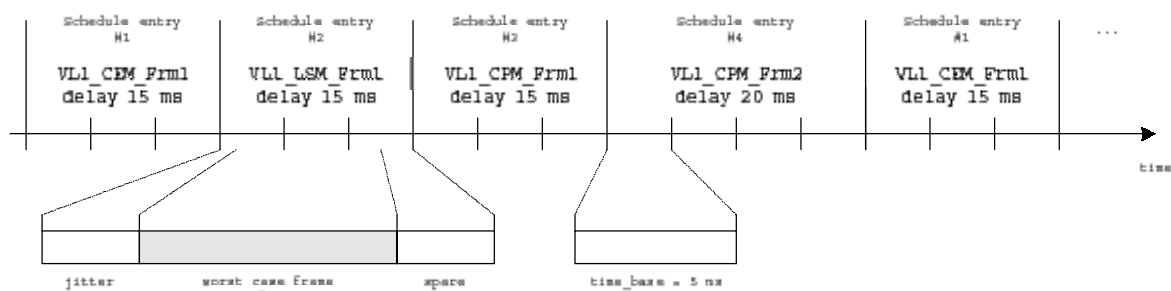 Schedule entry
#1
VL1_CEM_Frm1
delay 15 ms
Schedule entry
#2
VL1_LSM_Frm1
delay 15 ms
Schedule entry
#3
VL1_CPM_Frm1
delay 15 ms
Schedule entry
#4
VL1_CPM_Frm2
delay 20 ms
Schedule entry
#1
VL1_CEM_Frm1
delay 15 ms
...
time
jitter
worst case frame
spare
time_base = 5 ms